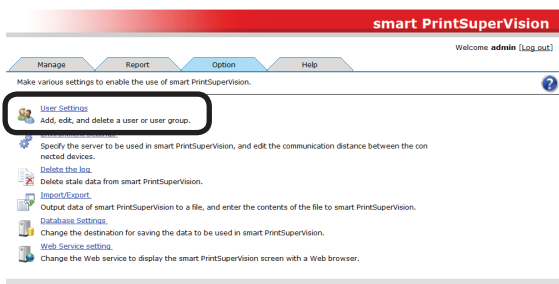 smart PrintSuperVision
Welcome admin [Log out]
Manage Report Option Help
Make various settings to enable the use of smart PrintSuperVision.
?
User Settings
Add, edit, and delete a user or user group.
Specify the server to be used in smart PrintSuperVision, and edit the communication distance between the con
nected devices.
Delete the log
Delete stale data from smart PrintSuperVision.
Import/Export
Output data of smart PrintSuperVision to a file, and enter the contents of the file to smart PrintSuperVision.
Database Settings
Change the destination for saving the data to be used in smart PrintSuperVision.
Web Service setting
Change the Web service to display the smart PrintSuperVision screen with a Web browser.